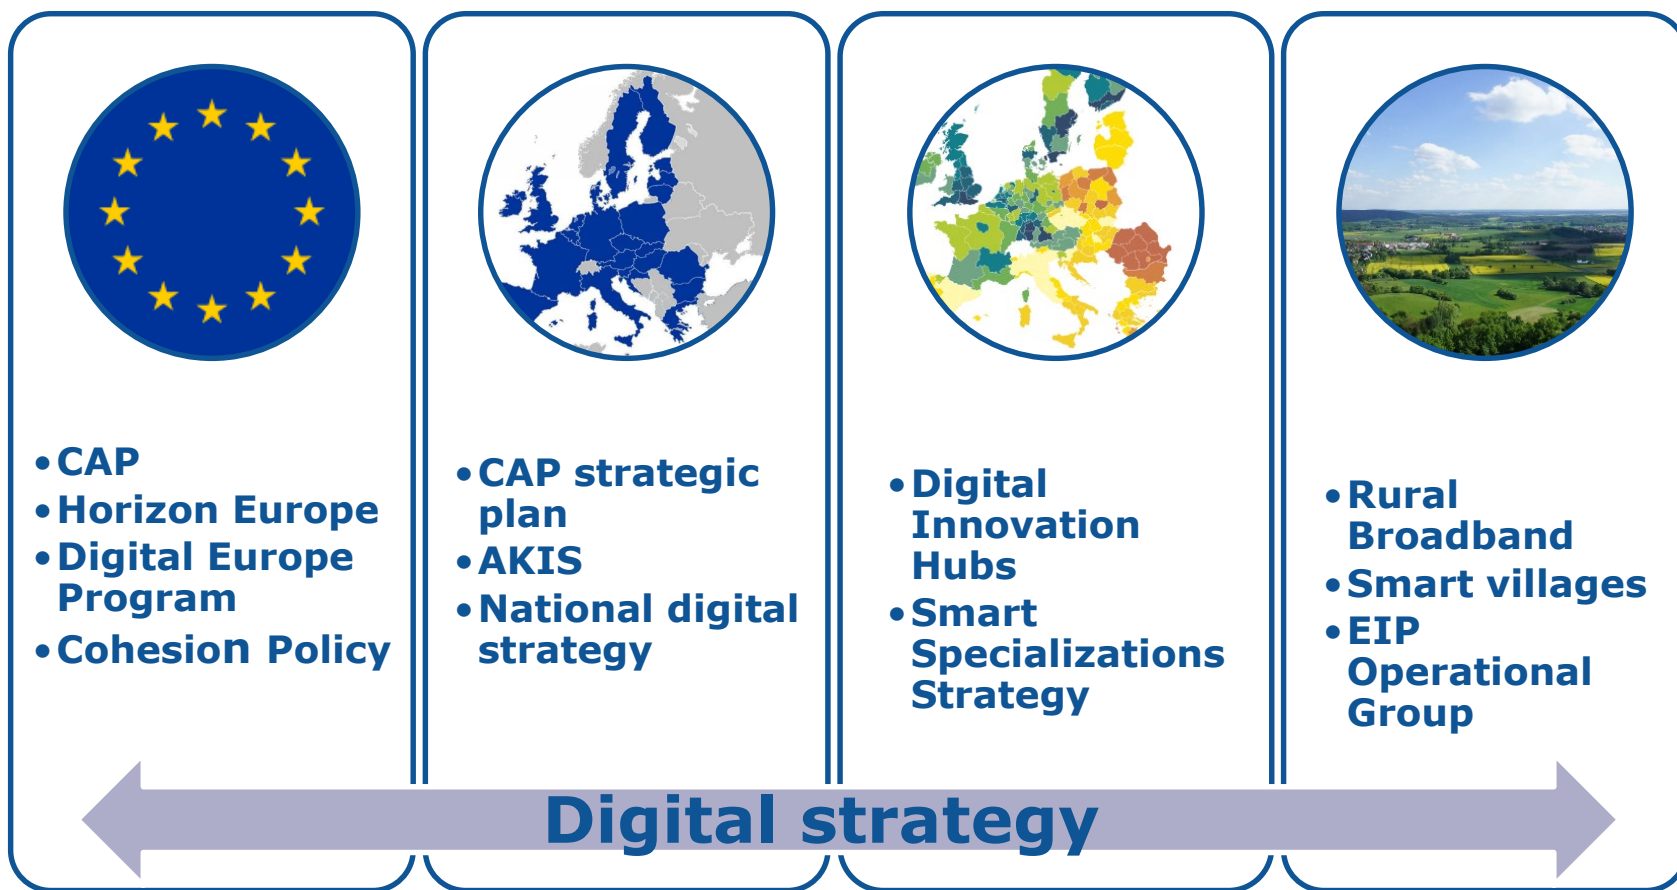 •CAP
•Horizon Europe
•Digital Europe
Program
•Cohesion Policy
•CAP strategic
plan
•AKIS
•National digital
strategy
•Digital
Innovation
Hubs
•Smart
Specializations
Strategy
•Rural
Broadband
•Smart villages
•EIP
Operational
Group
Digital strategy